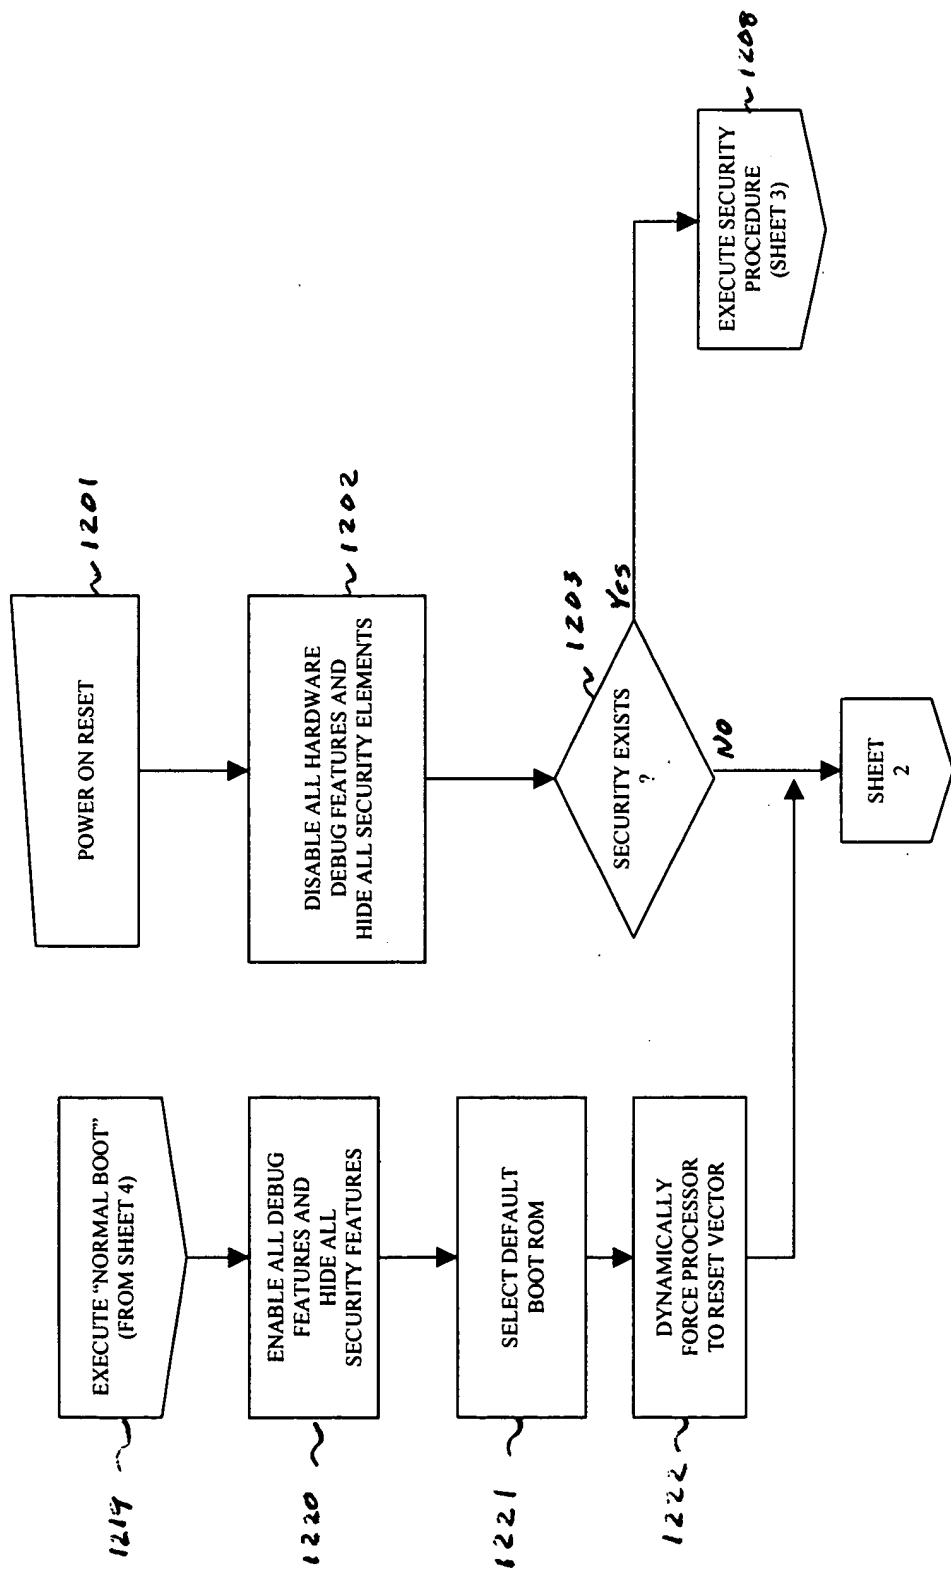 POWER ON RESET
1201
DISABLE ALL HARDWARE
DEBUG FEATURES AND
HIDE ALL SECURITY ELEMENTS
1202
SECURITY EXISTS
?
1203
Yes
NO
EXECUTE SECURITY
PROCEDURE
(SHEET 3)
1208
SHEET
2
1219
EXECUTE "NORMAL BOOT"
(FROM SHEET 4)
1220
ENABLE ALL DEBUG
FEATURES AND
HIDE ALL
SECURITY FEATURES
1221
SELECT DEFAULT
BOOT ROM
1222
DYNAMICALLY
FORCE PROCESSOR
TO RESET VECTOR